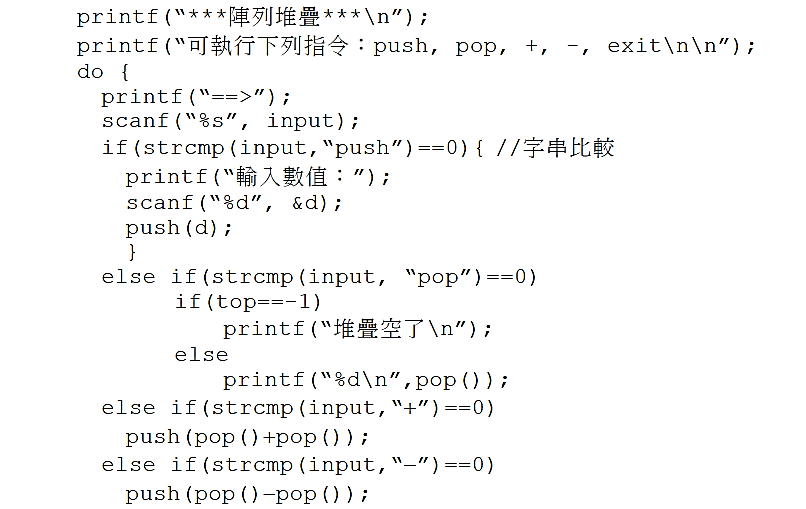 printf(“***陣列堆疊***\n”);
printf(“可執行下列指令：push, pop, +, -, exit\n\n”);
do {
printf(“==>”);
scanf(“%s”, input);
if(strcmp(input,“push”)==0){ //字串比較
printf(“輸入數值：”);
scanf(“%d”, &d);
push(d);
}
else if(strcmp(input, “pop”)==0)
if(top==-1)
printf(“堆疊空了\n”);
else
printf(“%d\n”,pop());
else if(strcmp(input,“+”)==0)
push(pop()+pop());
else if(strcmp(input,“-”)==0)
push(pop()-pop());